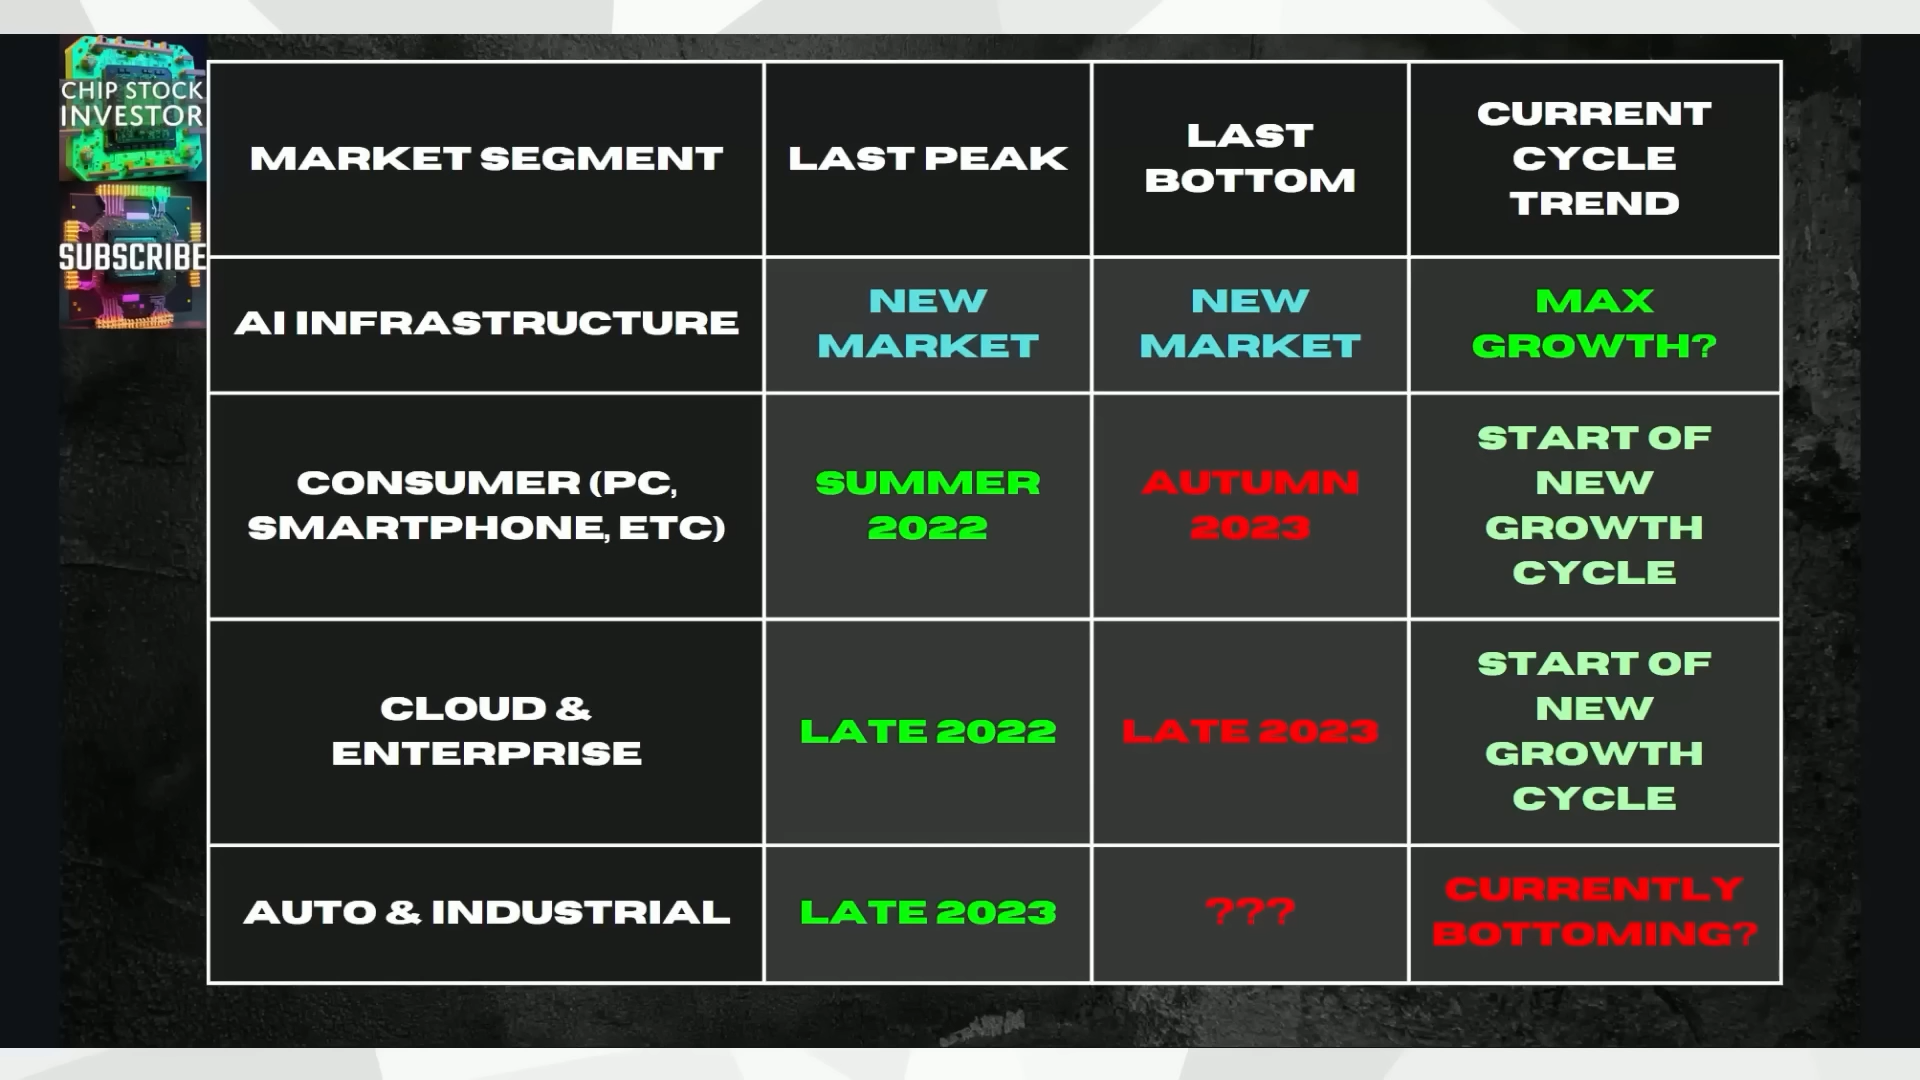 CHIP STOCK
INVESTOR
SUBSCRIBE
MARKET SEGMENT
LAST PEAK
LAST
BOTTOM
CURRENT
CYCLE
TREND
AI INFRASTRUCTURE
NEW
MARKET
NEW
MARKET
MAX
GROWTH?
CONSUMER (PC,
SMARTPHONE, ETC)
SUMMER
2022
AUTUMN
2023
START OF
NEW
GROWTH
CYCLE
CLOUD &
ENTERPRISE
LATE 2022
LATE 2023
START OF
NEW
GROWTH
CYCLE
AUTO & INDUSTRIAL
LATE 2023
???
CURRENTLY
BOTTOMING?